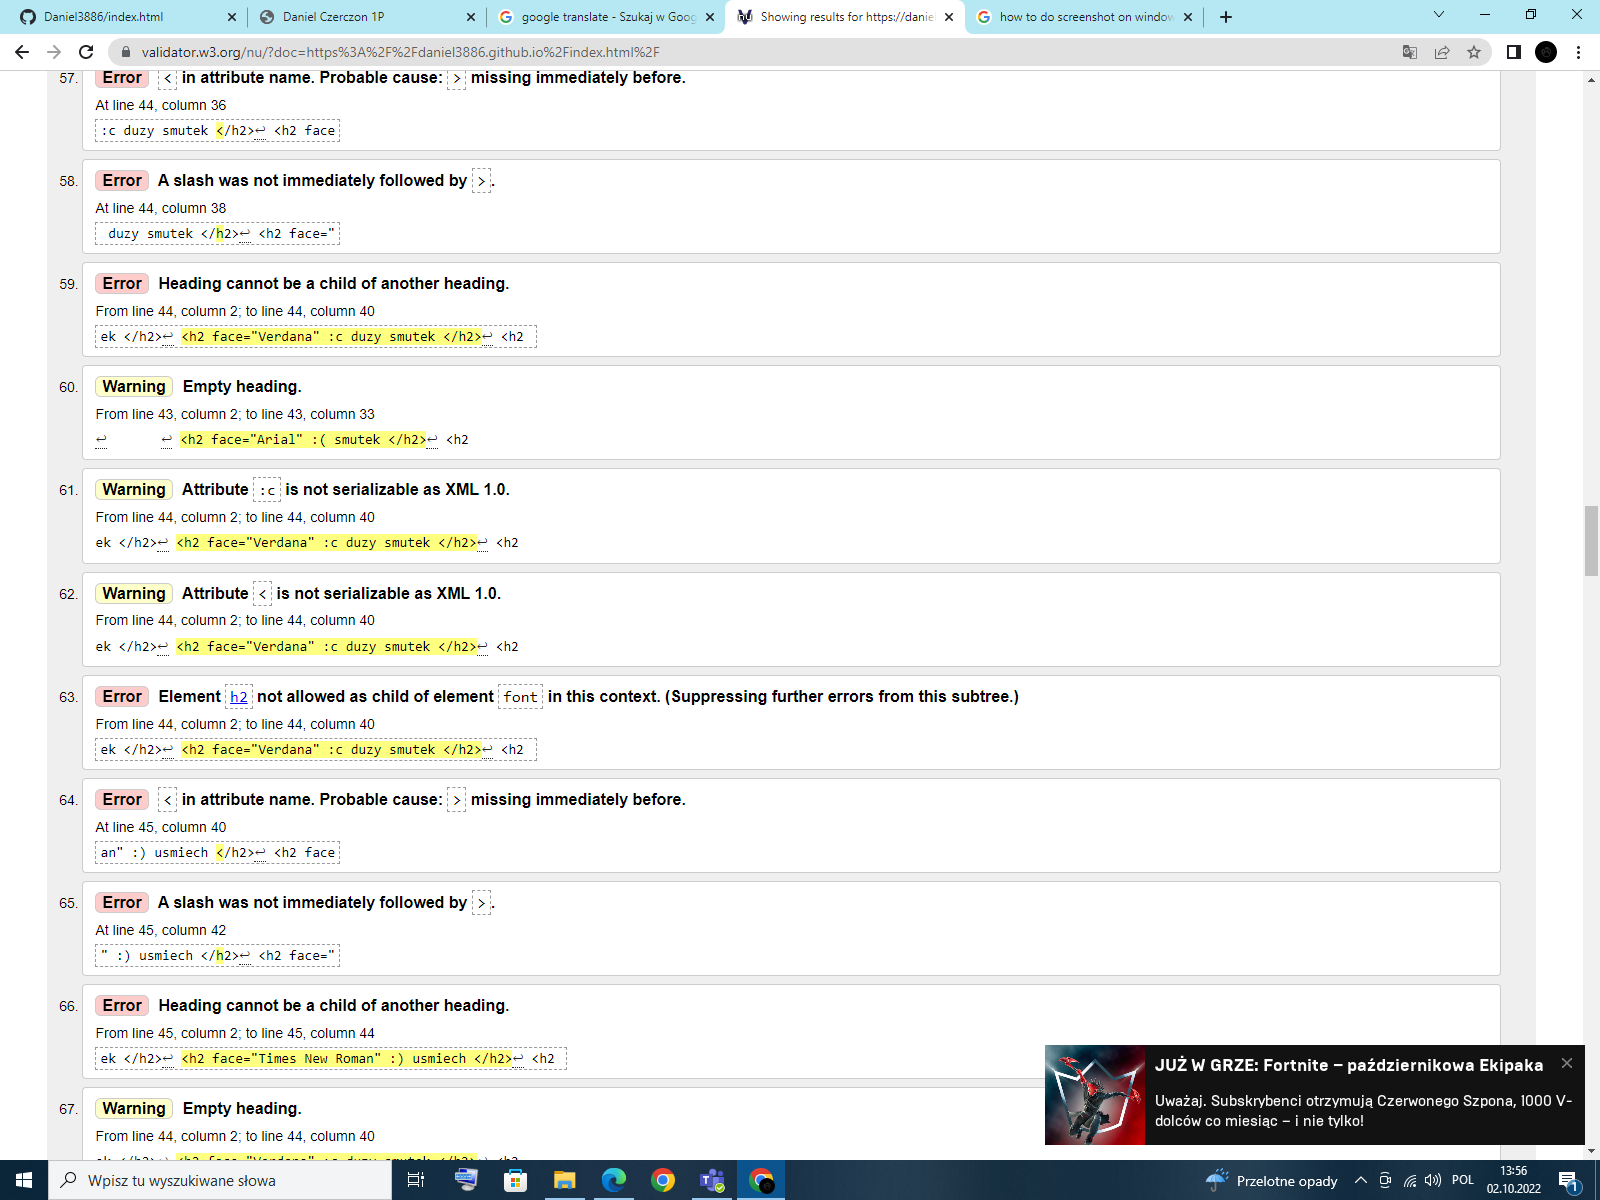 Daniel3886/index.html
Daniel Czerczon 1P
google translate - Szukaj w Goog
Showing results for https://daniel
how to do screenshot on window
validator.w3.org/nu/?doc=https%3A%2F%2Fdaniel3886.github.io%2Findex.html%2F
57. Error < in attribute name. Probable cause: > missing immediately before.
At line 44, column 36
:c duzy smutek </h2>↩ <h2 face
58. Error A slash was not immediately followed by >.
At line 44, column 38
duzy smutek </h2>↩ <h2 face="
59. Error Heading cannot be a child of another heading.
From line 44, column 2; to line 44, column 40
ek </h2>↩ <h2 face="Verdana" :c duzy smutek </h2>↩ <h2
60. Warning Empty heading.
From line 43, column 2; to line 43, column 33
↩ ↩ <h2 face="Arial" :( smutek </h2>↩ <h2
61. Warning Attribute :c is not serializable as XML 1.0.
From line 44, column 2; to line 44, column 40
ek </h2>↩ <h2 face="Verdana" :c duzy smutek </h2>↩ <h2
62. Warning Attribute < is not serializable as XML 1.0.
From line 44, column 2; to line 44, column 40
ek </h2>↩ <h2 face="Verdana" :c duzy smutek </h2>↩ <h2
63. Error Element h2 not allowed as child of element font in this context. (Suppressing further errors from this subtree.)
From line 44, column 2; to line 44, column 40
ek </h2>↩ <h2 face="Verdana" :c duzy smutek </h2>↩ <h2
64. Error < in attribute name. Probable cause: > missing immediately before.
At line 45, column 40
an" :) usmiech </h2>↩ <h2 face
65. Error A slash was not immediately followed by >.
At line 45, column 42
" :) usmiech </h2>↩ <h2 face="
66. Error Heading cannot be a child of another heading.
From line 45, column 2; to line 45, column 44
ek </h2>↩ <h2 face="Times New Roman" :) usmiech </h2>↩ <h2
67. Warning Empty heading.
From line 44, column 2; to line 44, column 40
ek </h2>↩ <h2 face="Verdana" :c duzy smutek </h2>↩ <h2
JUŻ W GRZE: Fortnite – październikowa Ekipaka
Uważaj. Subskrybenci otrzymują Czerwonego Szpona, 1000 V-
dolców co miesiąc – i nie tylko!
Wpisz tu wyszukiwane słowa
Przelotne opady
POL
13:56
02.10.2022
1